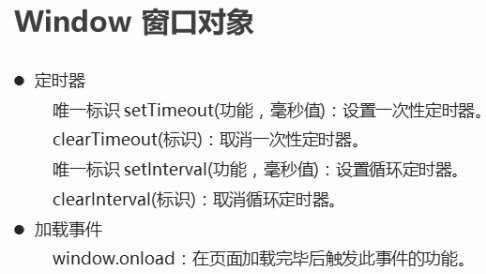 Window 窗口对象
● 定时器
唯一标识 setTimeout(功能，毫秒值)：设置一次性定时器。
clearTimeout(标识)：取消一次性定时器。
唯一标识 setInterval(功能，毫秒值)：设置循环定时器。
clearInterval(标识)：取消循环定时器。
● 加载事件
window.onload：在页面加载完毕后触发此事件的功能。